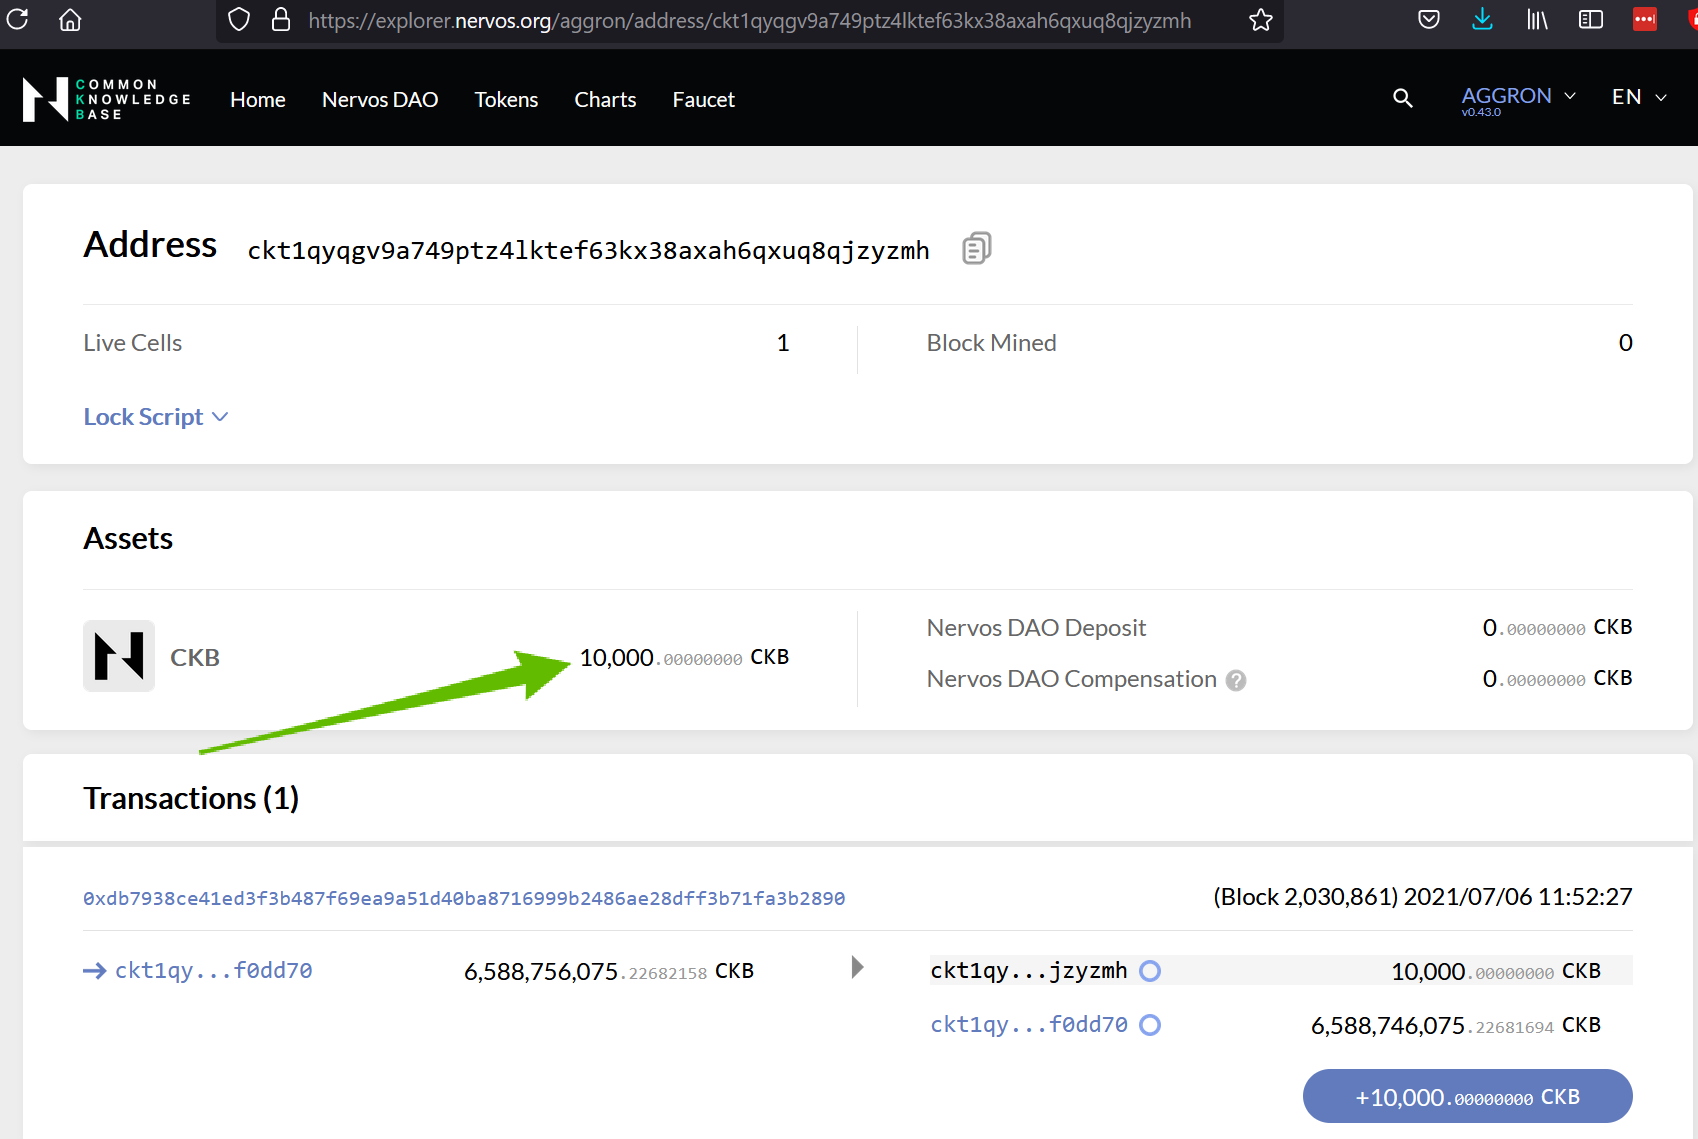 https://explorer.nervos.org/aggron/address/ckt1qyqgv9a749ptz4lktef63kx38axah6qxuq8qjzyzmh
COMMON
KNOWLEDGE
BASE
Home Nervos DAO Tokens Charts Faucet
AGGRON
v0.43.0
EN
Address ckt1qyqgv9a749ptz4lktef63kx38axah6qxuq8qjzyzmh
Live Cells 1 Block Mined 0
Lock Script
Assets
CKB 10,000.00000000 CKB
Nervos DAO Deposit 0.00000000 CKB
Nervos DAO Compensation ? 0.00000000 CKB
Transactions (1)
0xdb7938ce41ed3f3b487f69ea9a51d40ba8716999b2486ae28dff3b71fa3b2890 (Block 2,030,861) 2021/07/06 11:52:27
ckt1qy...f0dd70 6,588,756,075.22682158 CKB ckt1qy...jzyzmh 10,000.00000000 CKB
ckt1qy...f0dd70 6,588,746,075.22681694 CKB
+10,000.00000000 CKB